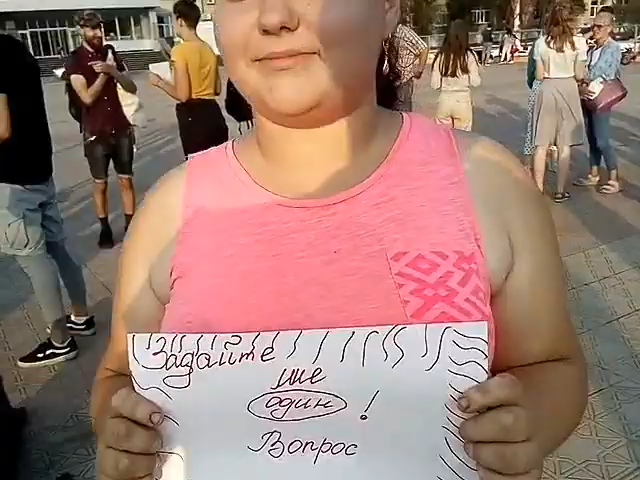 Задайте
мне
один !
Вопрос